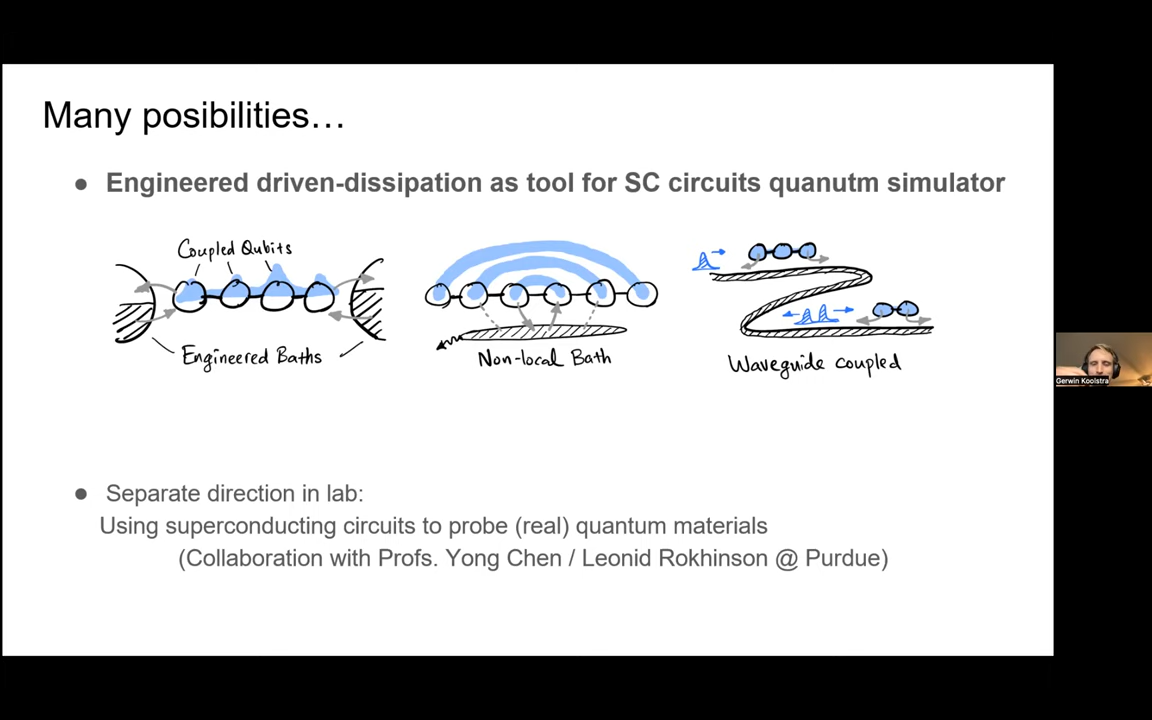 Many posibilities…
● Engineered driven-dissipation as tool for SC circuits quanutm simulator
Coupled Qubits
Engineered Baths
Non-local Bath
Waveguide coupled
● Separate direction in lab:
Using superconducting circuits to probe (real) quantum materials
(Collaboration with Profs. Yong Chen / Leonid Rokhinson @ Purdue)
Gerwin Koolstra